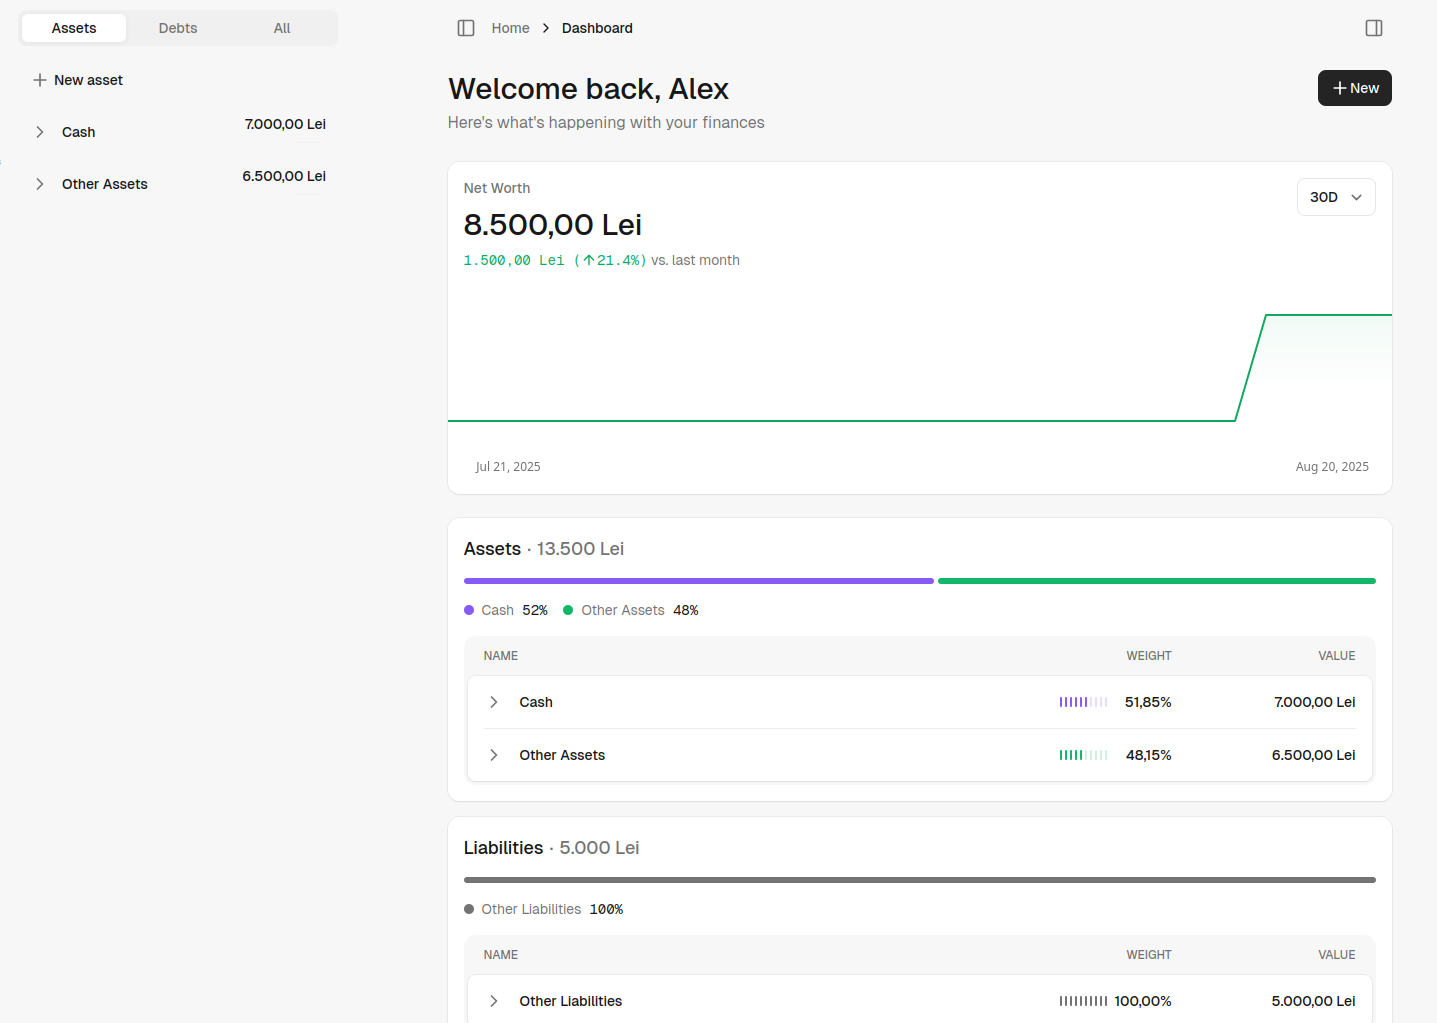 Assets Debts All
New asset
Cash 7.000,00 Lei
Other Assets 6.500,00 Lei
Home Dashboard
Welcome back, Alex
New
Here's what's happening with your finances
Net Worth
30D
8.500,00 Lei
1.500,00 Lei (↑21.4%) vs. last month
Jul 21, 2025 Aug 20, 2025
Assets · 13.500 Lei
Cash 52% Other Assets 48%
NAME WEIGHT VALUE
Cash 51,85% 7.000,00 Lei
Other Assets 48,15% 6.500,00 Lei
Liabilities · 5.000 Lei
Other Liabilities 100%
NAME WEIGHT VALUE
Other Liabilities 100,00% 5.000,00 Lei